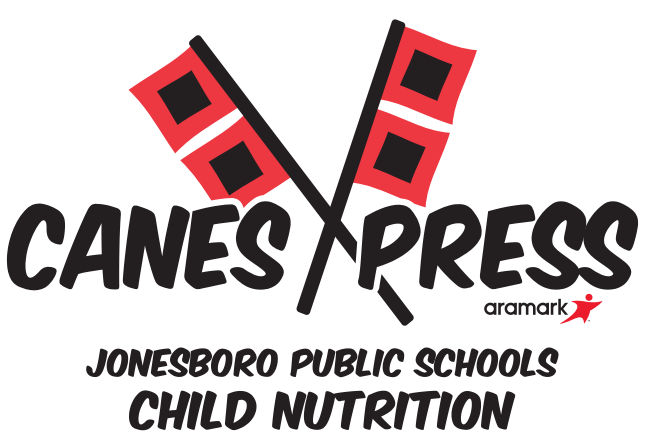 CANES XPRESS
aramark
JONESBORO PUBLIC SCHOOLS
CHILD NUTRITION